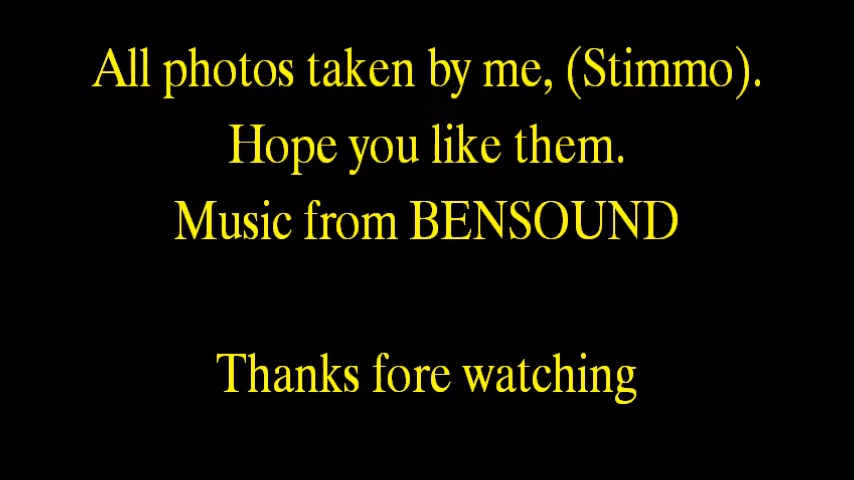 All photos taken by me, (Stimmo).
Hope you like them.
Music from BENSOUND
Thanks fore watching